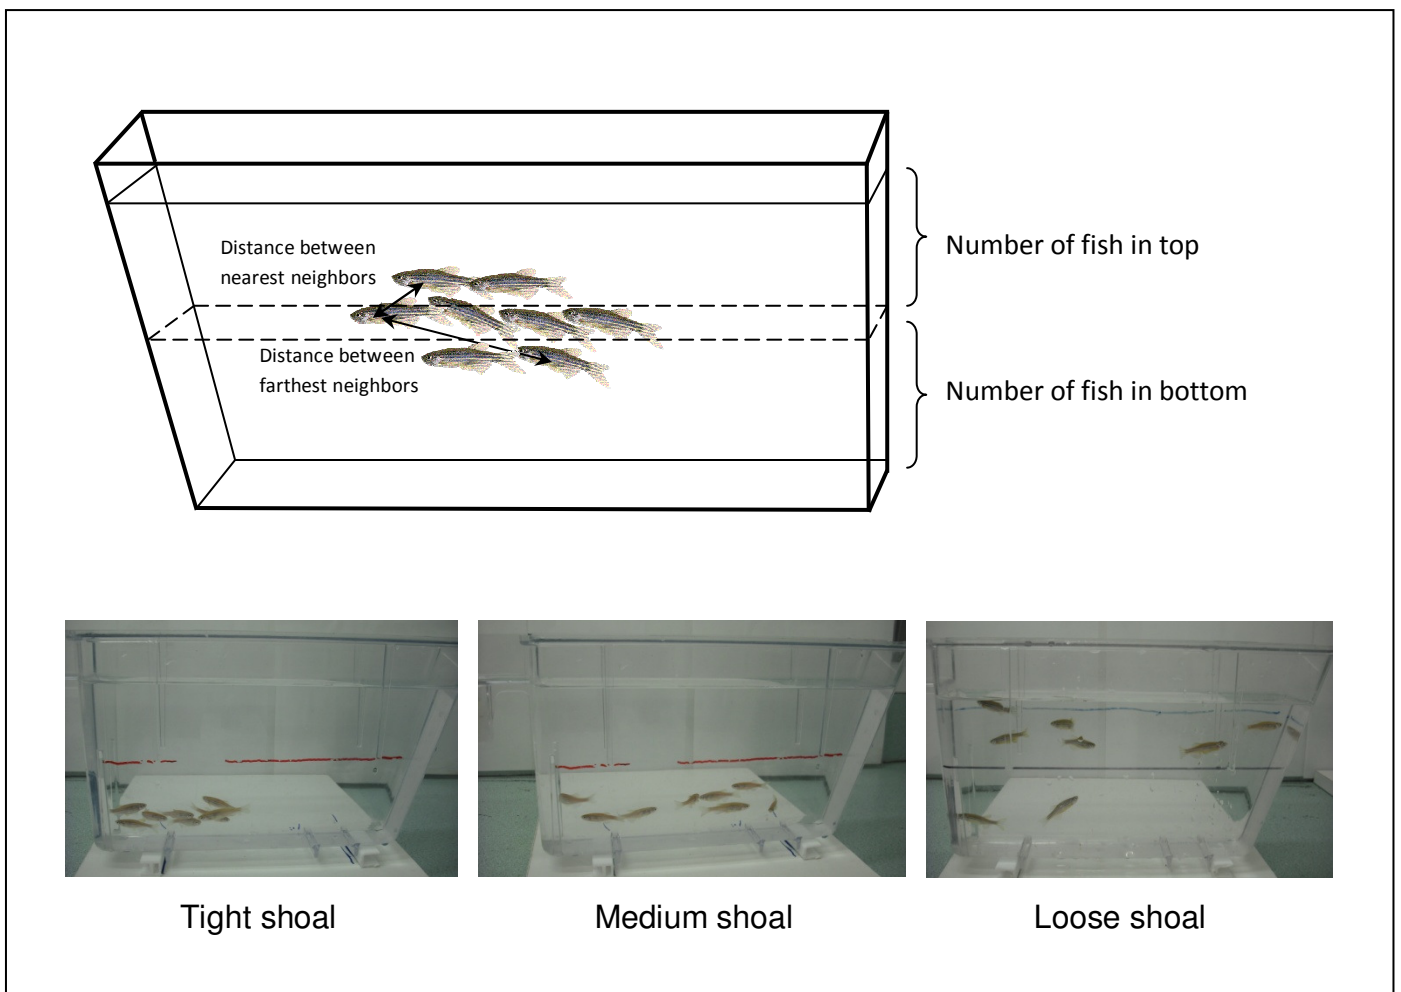 Distance between
nearest neighbors
Number of fish in top
Distance between
farthest neighbors
Number of fish in bottom
Tight shoal
Medium shoal
Loose shoal